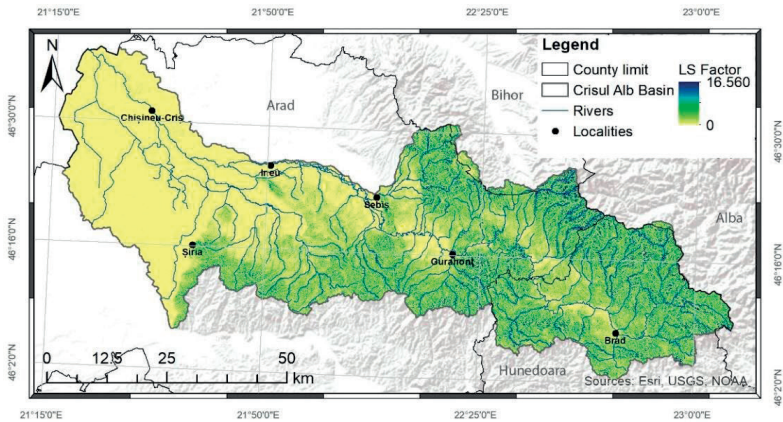 21°15'0"E 21°50'0"E 22°25'0"E 23°0'0"E
N
Legend
County limit
Crisul Alb Basin
Rivers
Localities
LS Factor
16.560
0
46°30'0"N
46°30'0"N
Arad
Bihor
Chisineu-Cris
Ineu
Sebis
Alba
46°16'0"N
46°16'0"N
Siria
Gurahont
Brad
0 12.5 25 50
km
Hunedoara
46°2'0"N
46°2'0"N
Sources: Esri, USGS, NOAA
21°15'0"E 21°50'0"E 22°25'0"E 23°0'0"E